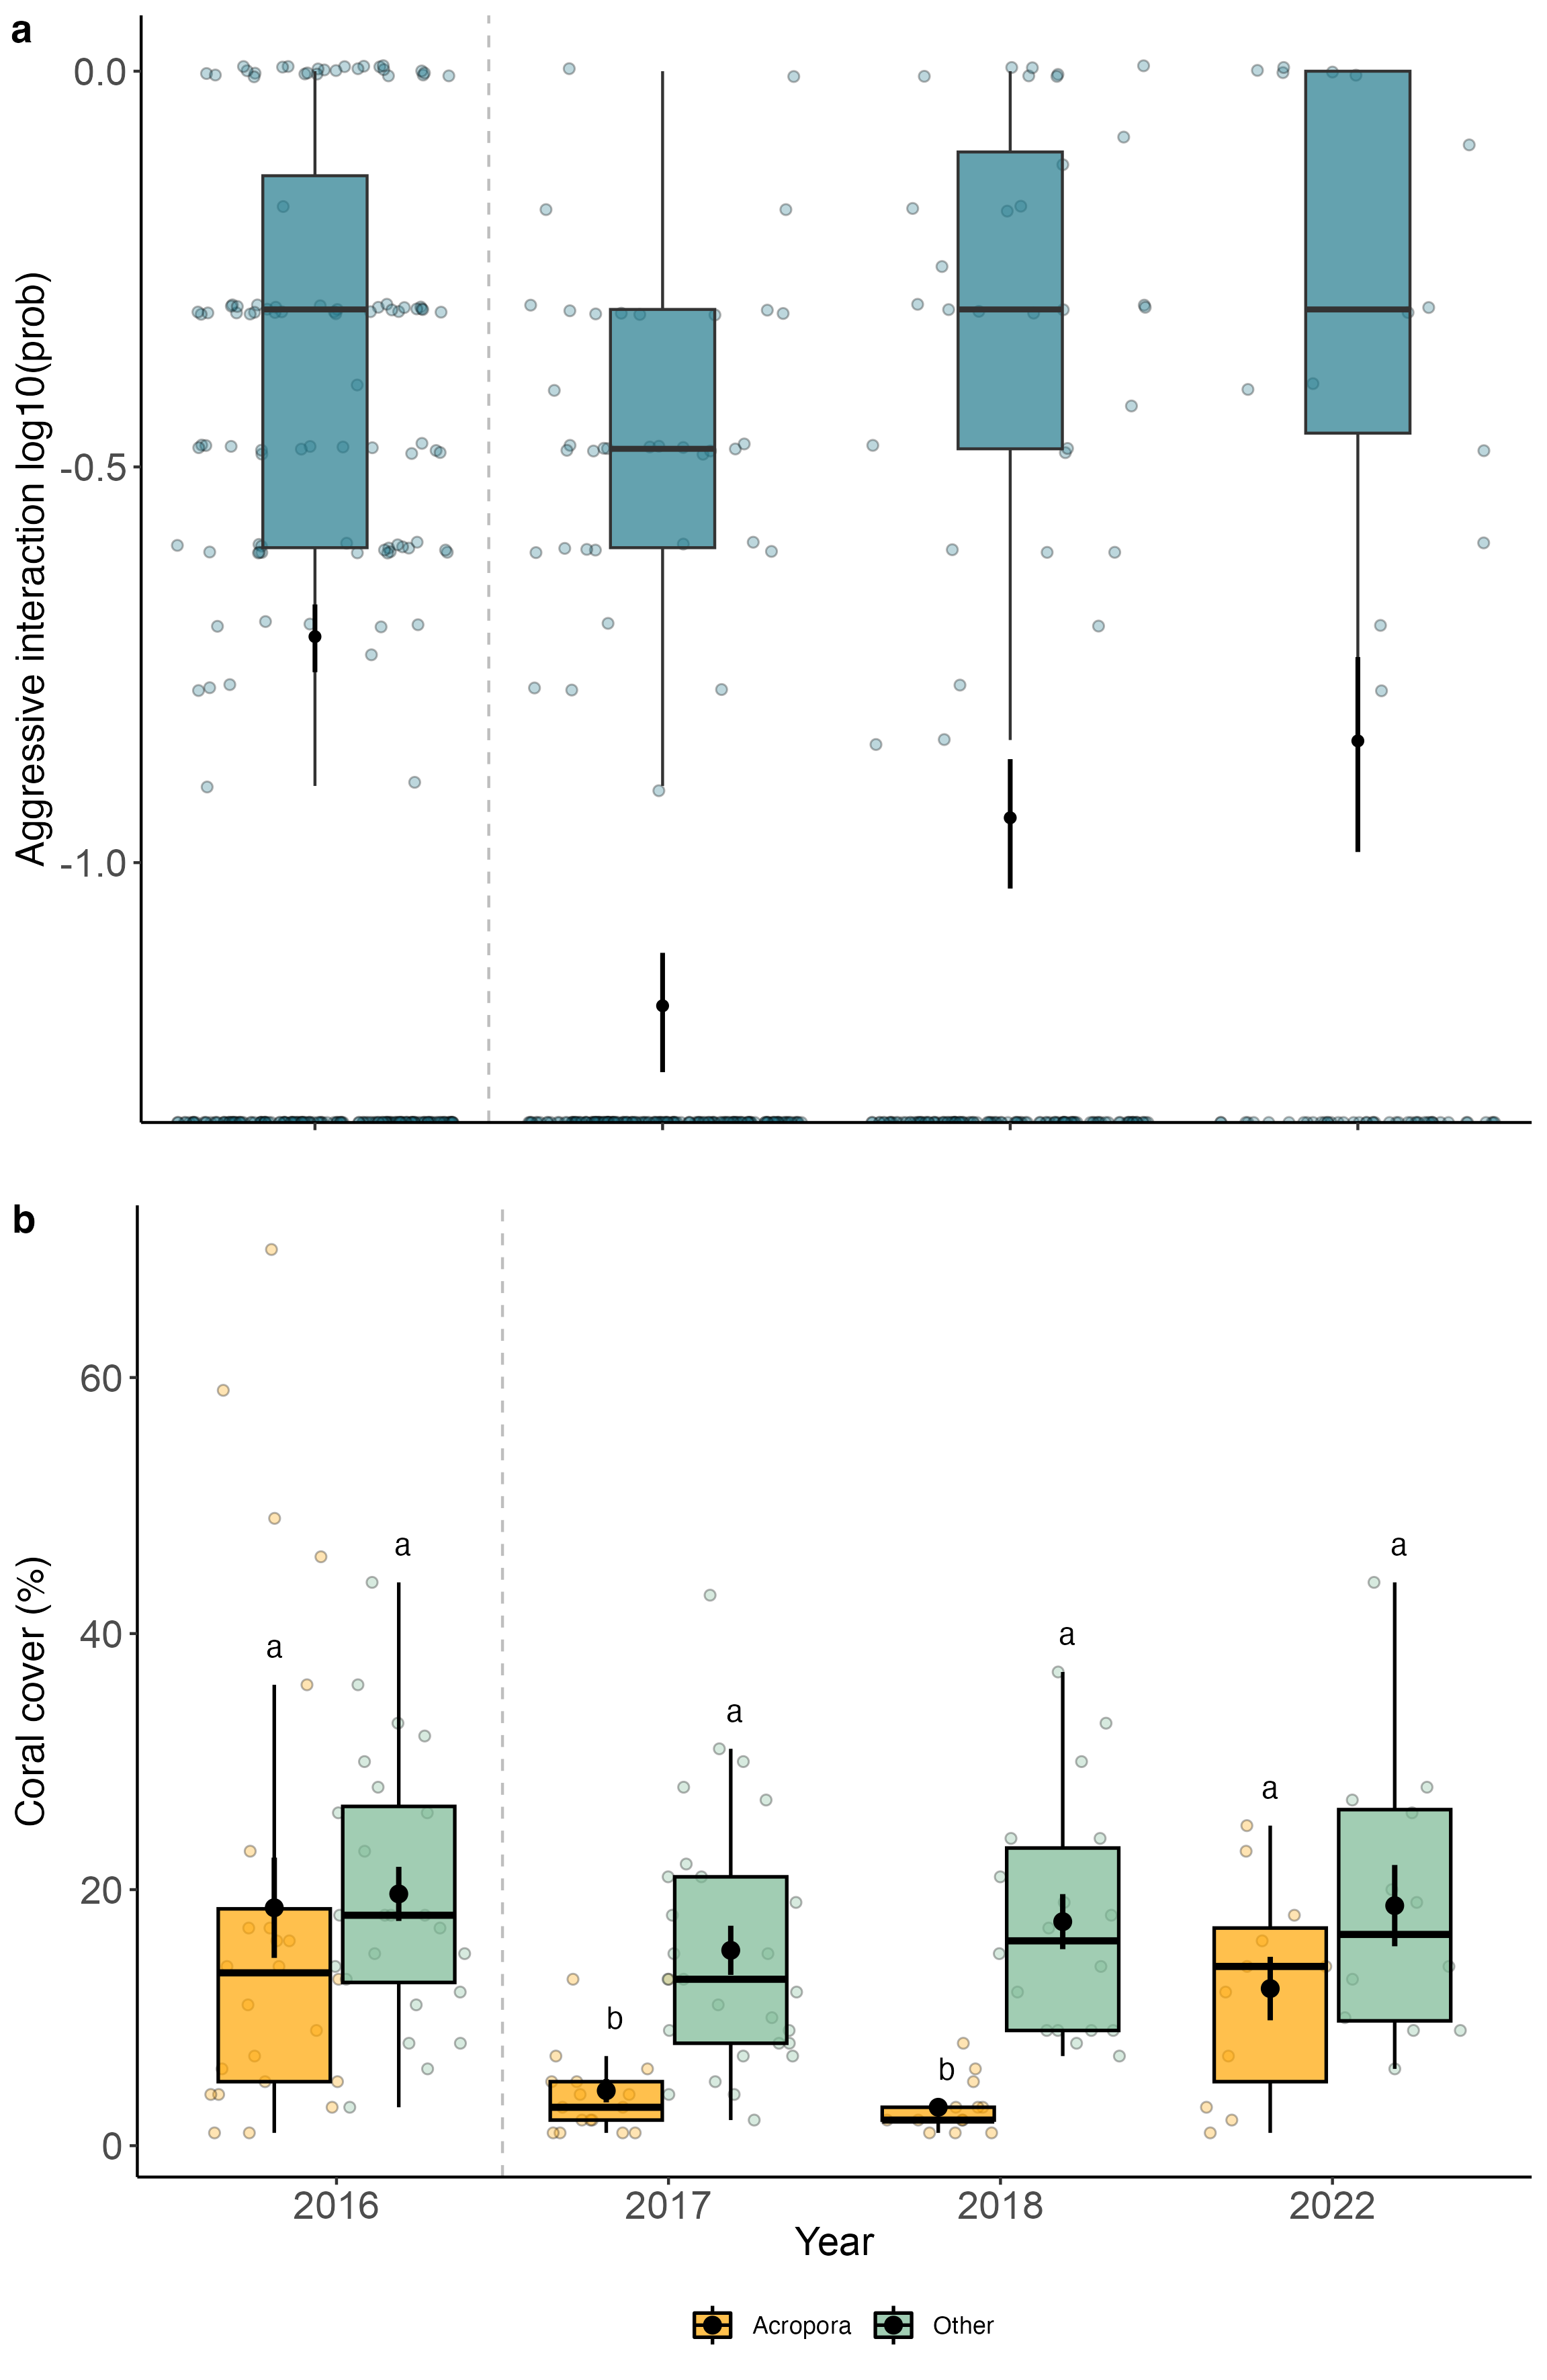 a
0.0
-0.5
-1.0
Aggressive interaction log10(prob)
b
60
40
20
0
Coral cover (%)
a
a
b
a
b
a
a
a
2016
2017
2018
2022
Year
Acropora
Other